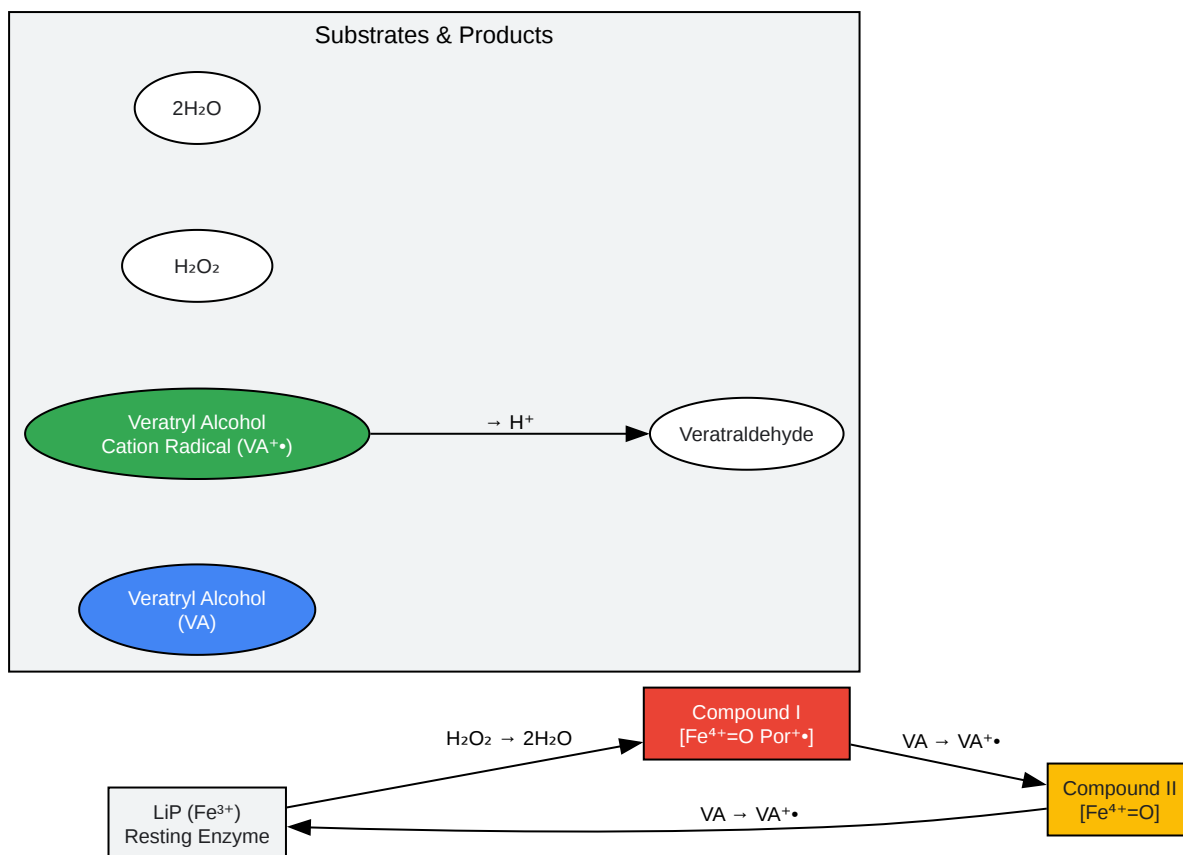 Substrates & Products
2H₂O
H₂O₂
Veratryl Alcohol
Cation Radical (VA⁺•)
→ H⁺
Veratraldehyde
Veratryl Alcohol
(VA)
Compound I
[Fe⁴⁺=O Por⁺•]
H₂O₂ → 2H₂O
VA → VA⁺•
Compound II
[Fe⁴⁺=O]
LiP (Fe³⁺)
Resting Enzyme
VA → VA⁺•